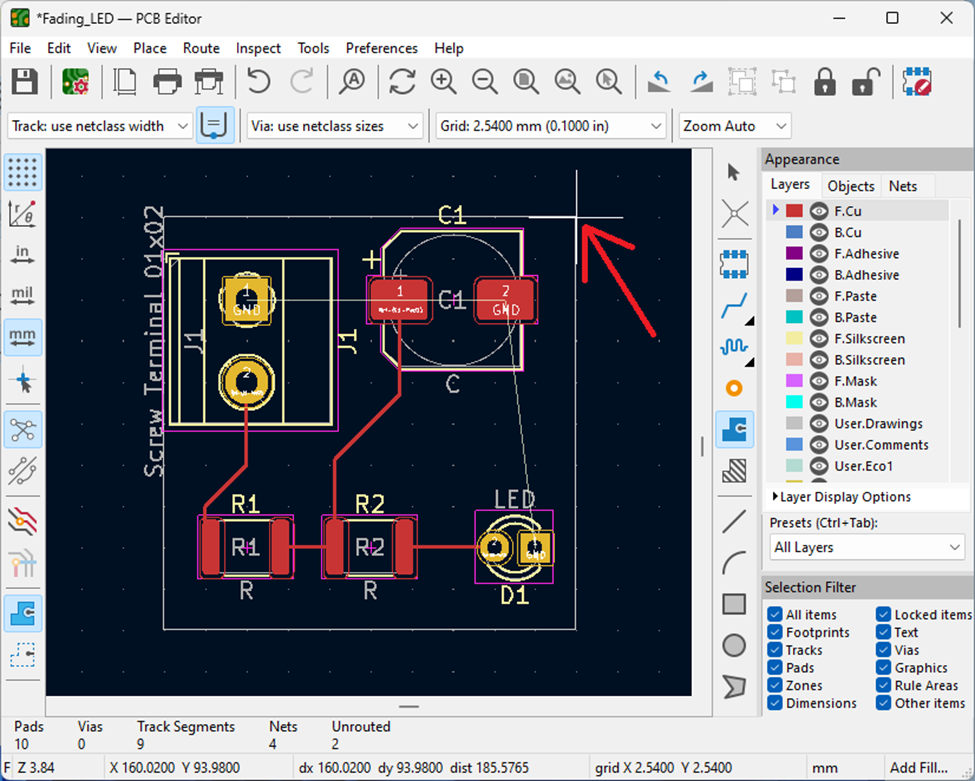 *Fading_LED — PCB Editor
File Edit View Place Route Inspect Tools Preferences Help
Track: use netclass width
Via: use netclass sizes
Grid: 2.5400 mm (0.1000 in)
Zoom Auto
in
mil
mm
Screw Terminal 01x02
J1
J1
1
GND
2
C1
+
1
C1
2
GND
C
R1
R1
R
R2
R2
R
LED
2
GND
D1
Appearance
Layers Objects Nets
F.Cu
B.Cu
F.Adhesive
B.Adhesive
F.Paste
B.Paste
F.Silkscreen
B.Silkscreen
F.Mask
B.Mask
User.Drawings
User.Comments
User.Eco1
Layer Display Options
Presets (Ctrl+Tab):
All Layers
Selection Filter
All items Locked items
Footprints Text
Tracks Vias
Pads Graphics
Zones Rule Areas
Dimensions Other items
Pads Vias Track Segments Nets Unrouted
10 0 9 4 2
F Z 3.84 X 160.0200 Y 93.9800 dx 160.0200 dy 93.9800 dist 185.5765 grid X 2.5400 Y 2.5400 mm Add Fill...